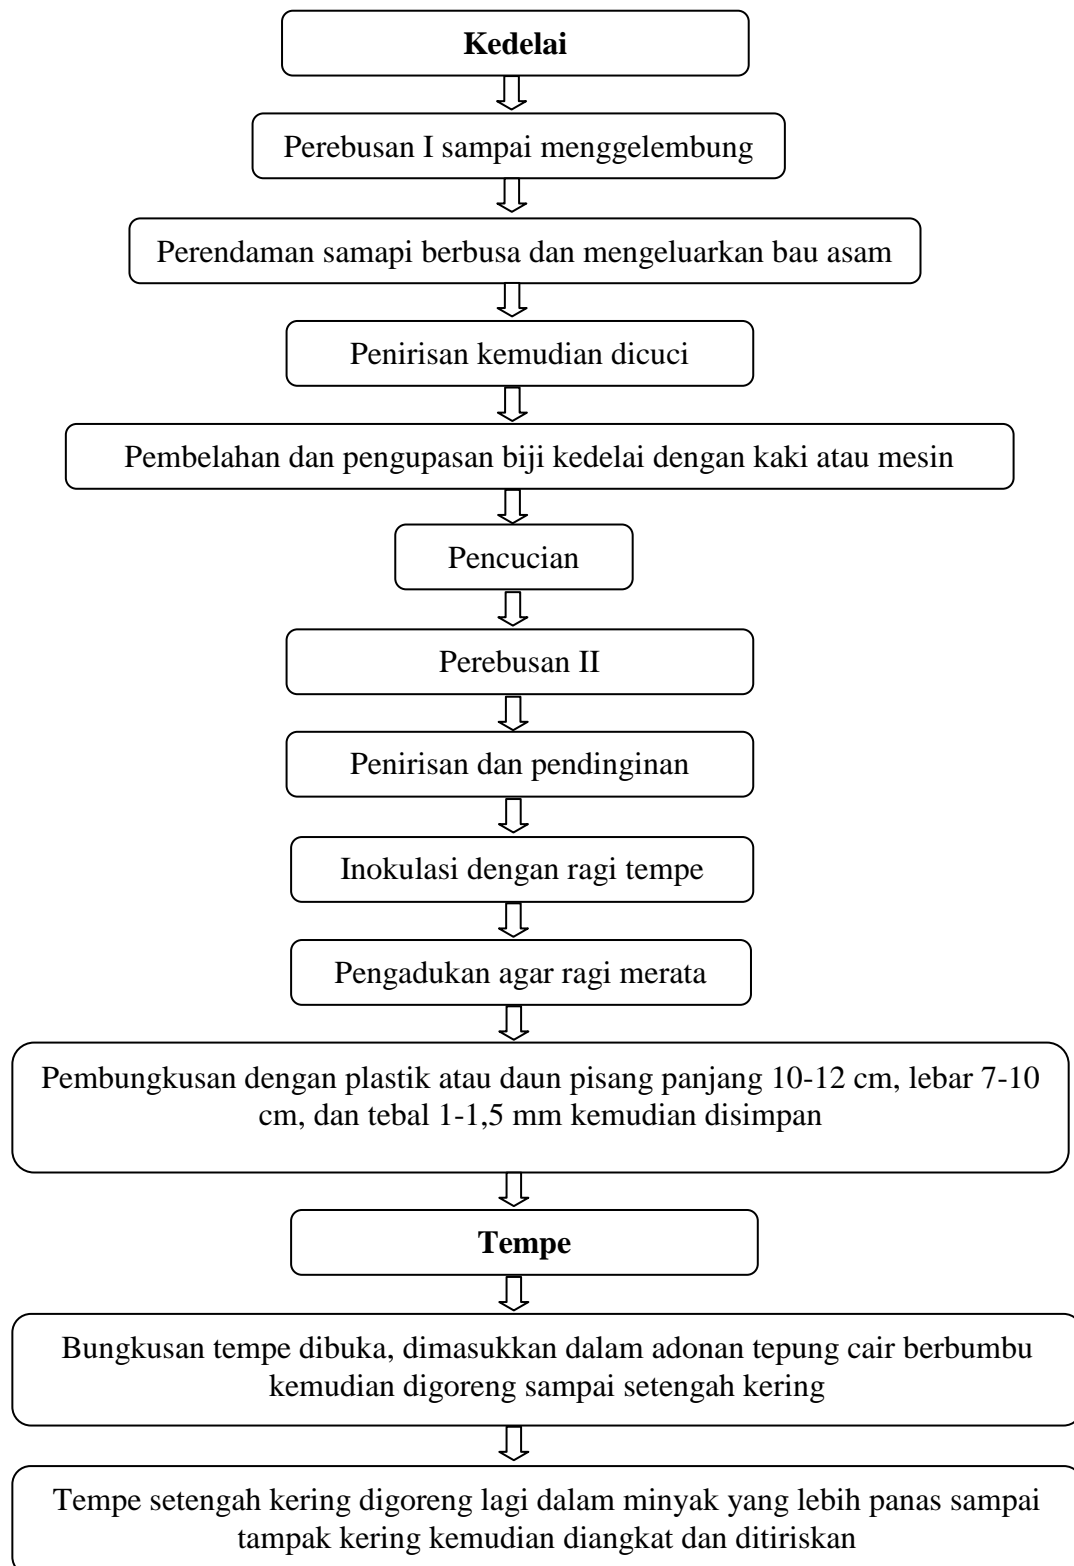 Kedelai
Perebusan I sampai menggelembung
Perendaman samapi berbusa dan mengeluarkan bau asam
Penirisan kemudian dicuci
Pembelahan dan pengupasan biji kedelai dengan kaki atau mesin
Pencucian
Perebusan II
Penirisan dan pendinginan
Inokulasi dengan ragi tempe
Pengadukan agar ragi merata
Pembungkusan dengan plastik atau daun pisang panjang 10-12 cm, lebar 7-10
cm, dan tebal 1-1,5 mm kemudian disimpan
Tempe
Bungkusan tempe dibuka, dimasukkan dalam adonan tepung cair berbumbu
kemudian digoreng sampai setengah kering
Tempe setengah kering digoreng lagi dalam minyak yang lebih panas sampai
tampak kering kemudian diangkat dan ditiriskan